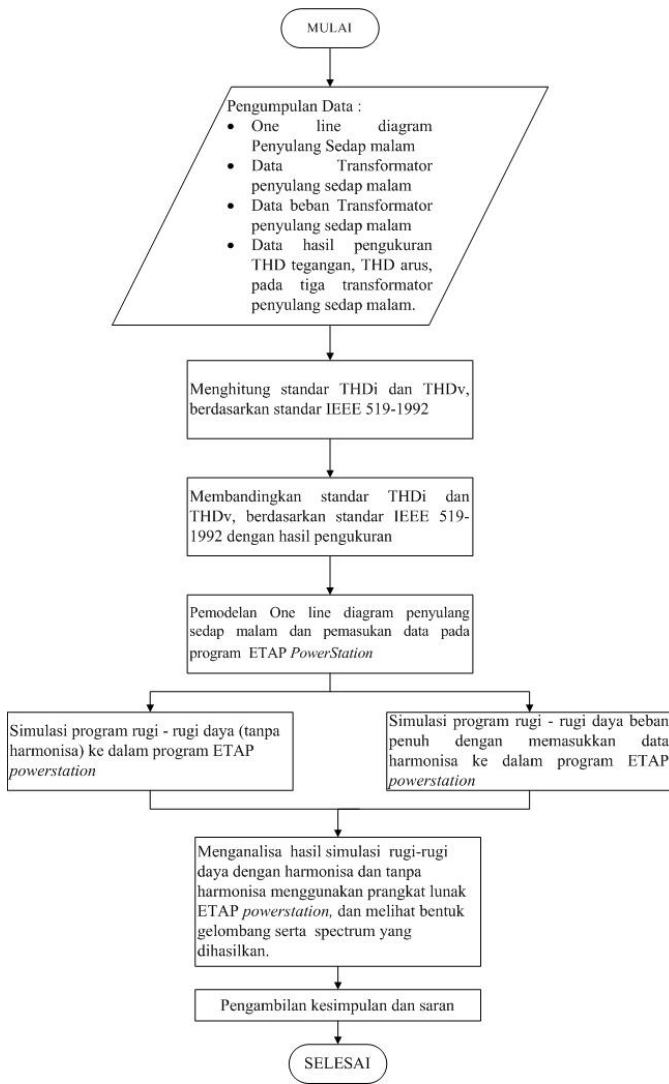 MULAI
Pengumpulan Data :
• One line diagram
Penyulang Sedap malam
• Data Transformator
penyulang sedap malam
• Data beban Transformator
penyulang sedap malam
• Data hasil pengukuran
THD tegangan, THD arus,
pada tiga transformator
penyulang sedap malam.
Menghitung standar THDi dan THDv,
berdasarkan standar IEEE 519-1992
Membandingkan standar THDi dan
THDv, berdasarkan standar IEEE 519-
1992 dengan hasil pengukuran
Pemodelan One line diagram penyulang
sedap malam dan pemasukan data pada
program ETAP PowerStation
Simulasi program rugi - rugi daya (tanpa
harmonisa) ke dalam program ETAP
powerstation
Simulasi program rugi - rugi daya beban
penuh dengan memasukkan data
harmonisa ke dalam program ETAP
powerstation
Menganalisa hasil simulasi rugi-rugi
daya dengan harmonisa dan tanpa
harmonisa menggunakan prangkat lunak
ETAP powerstation, dan melihat bentuk
gelombang serta spectrum yang
dihasilkan.
Pengambilan kesimpulan dan saran
SELESAI